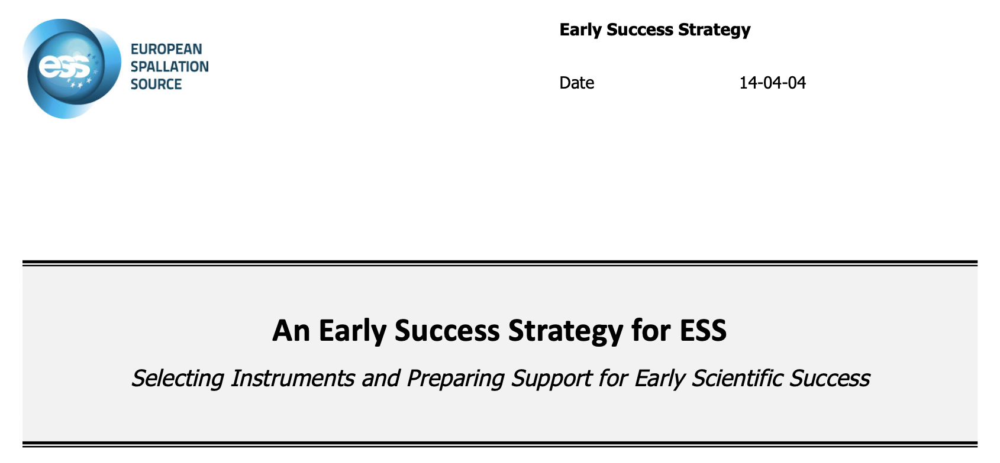 ess
EUROPEAN
SPALLATION
SOURCE
Early Success Strategy
Date 14-04-04
An Early Success Strategy for ESS
Selecting Instruments and Preparing Support for Early Scientific Success